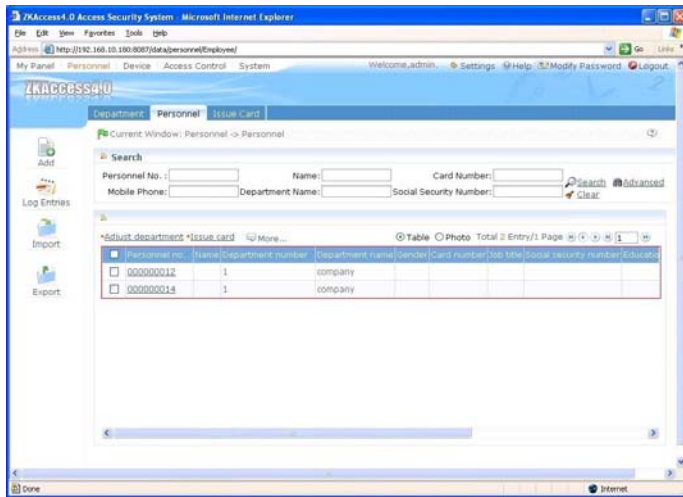 ZKAccess4.0 Access Security System - Microsoft Internet Explorer
File Edit View Favorites Tools Help
Address http://192.168.10.180:8087/data/personnel/Employee/ Go Links
My Panel Personnel Device Access Control System Welcome,admin. Settings Help Modify Password Logout
ZKAccess4.0
Department Personnel Issue Card
Current Window: Personnel -> Personnel
Add
Search
Personnel No. : Name: Card Number: Search Advanced
Mobile Phone: Department Name: Social Security Number: Clear
Log Entries
Import
Adjust department Issue card More... Table Photo Total 2 Entry/1 Page 1
Personnel no. Name Department number Department name Gender Card number Job title Social security number Educatio
000000012 1 company
000000014 1 company
Export
Done Internet